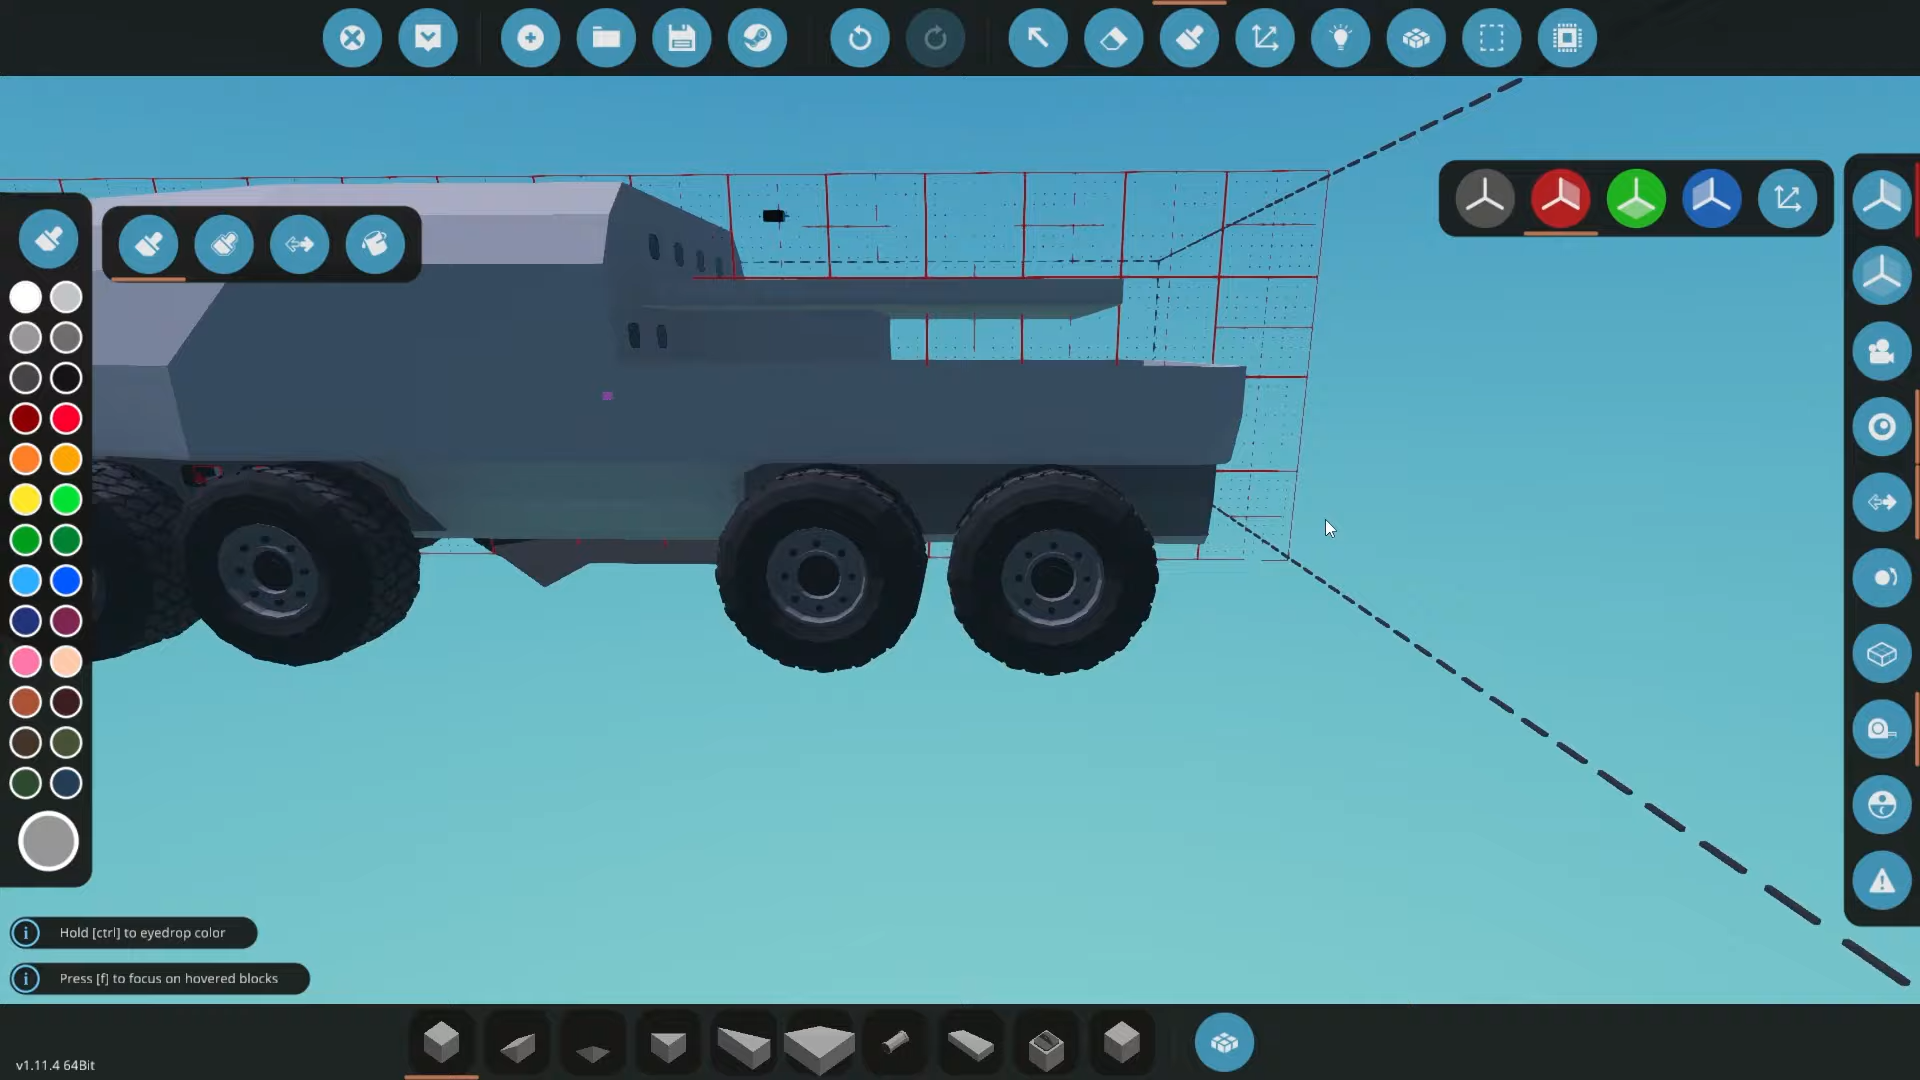 Hold [ctrl] to eyedrop color
Press [f] to focus on hovered blocks
v1.11.4 64Bit